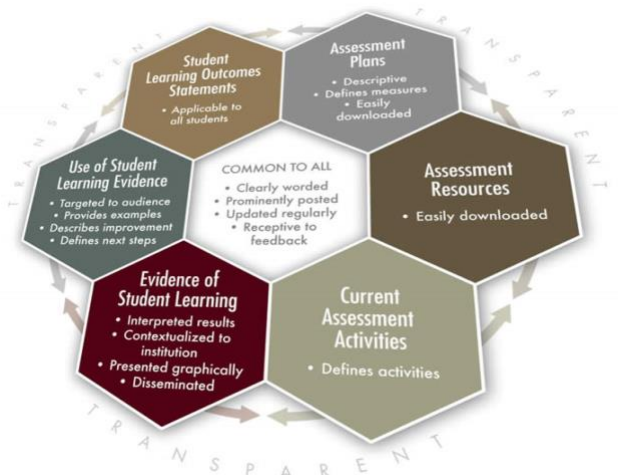 TRANSPARENT
TRANSPARENT
Student
Learning Outcomes
Statements
• Applicable to
all students
Assessment
Plans
• Descriptive
• Defines measures
• Easily
downloaded
Use of Student
Learning Evidence
• Targeted to audience
• Provides examples
• Describes improvement
• Defines next steps
COMMON TO ALL
• Clearly worded
• Prominently posted
• Updated regularly
• Receptive to
feedback
Assessment
Resources
• Easily downloaded
Evidence of
Student Learning
• Interpreted results
• Contextualized to
institution
• Presented graphically
• Disseminated
Current
Assessment
Activities
• Defines activities
TRANSPARENT